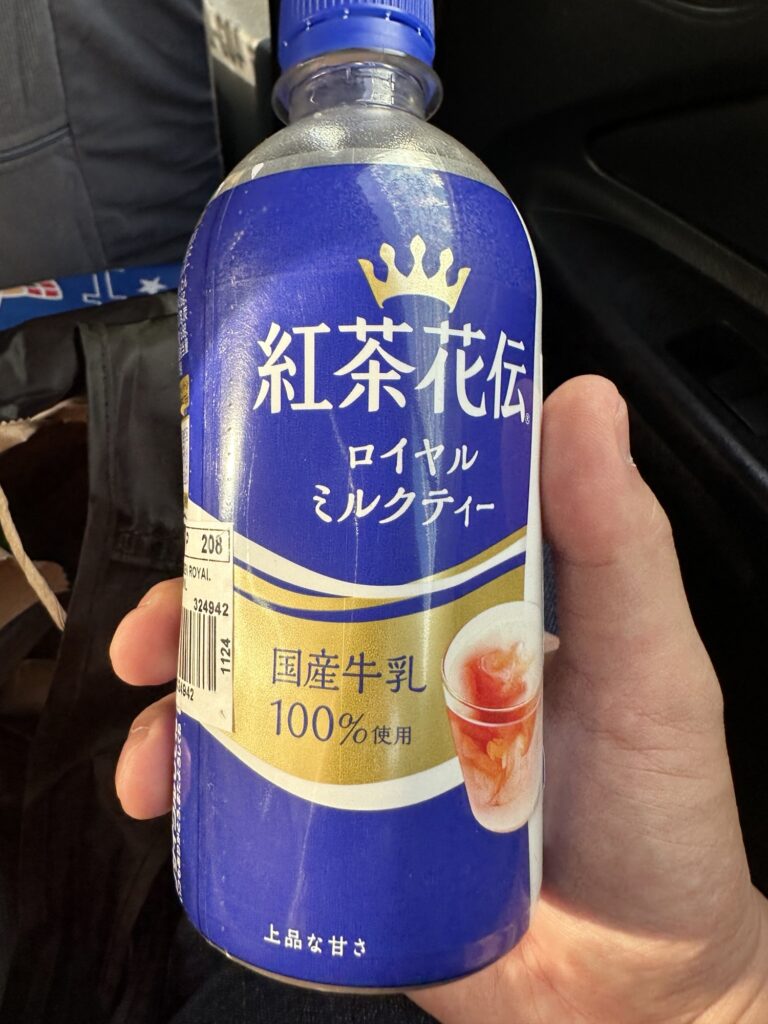 紅茶花伝
ロイヤル
ミルクティー
208
ROYAL
324942
1124
国産牛乳
100%使用
上品な甘さ